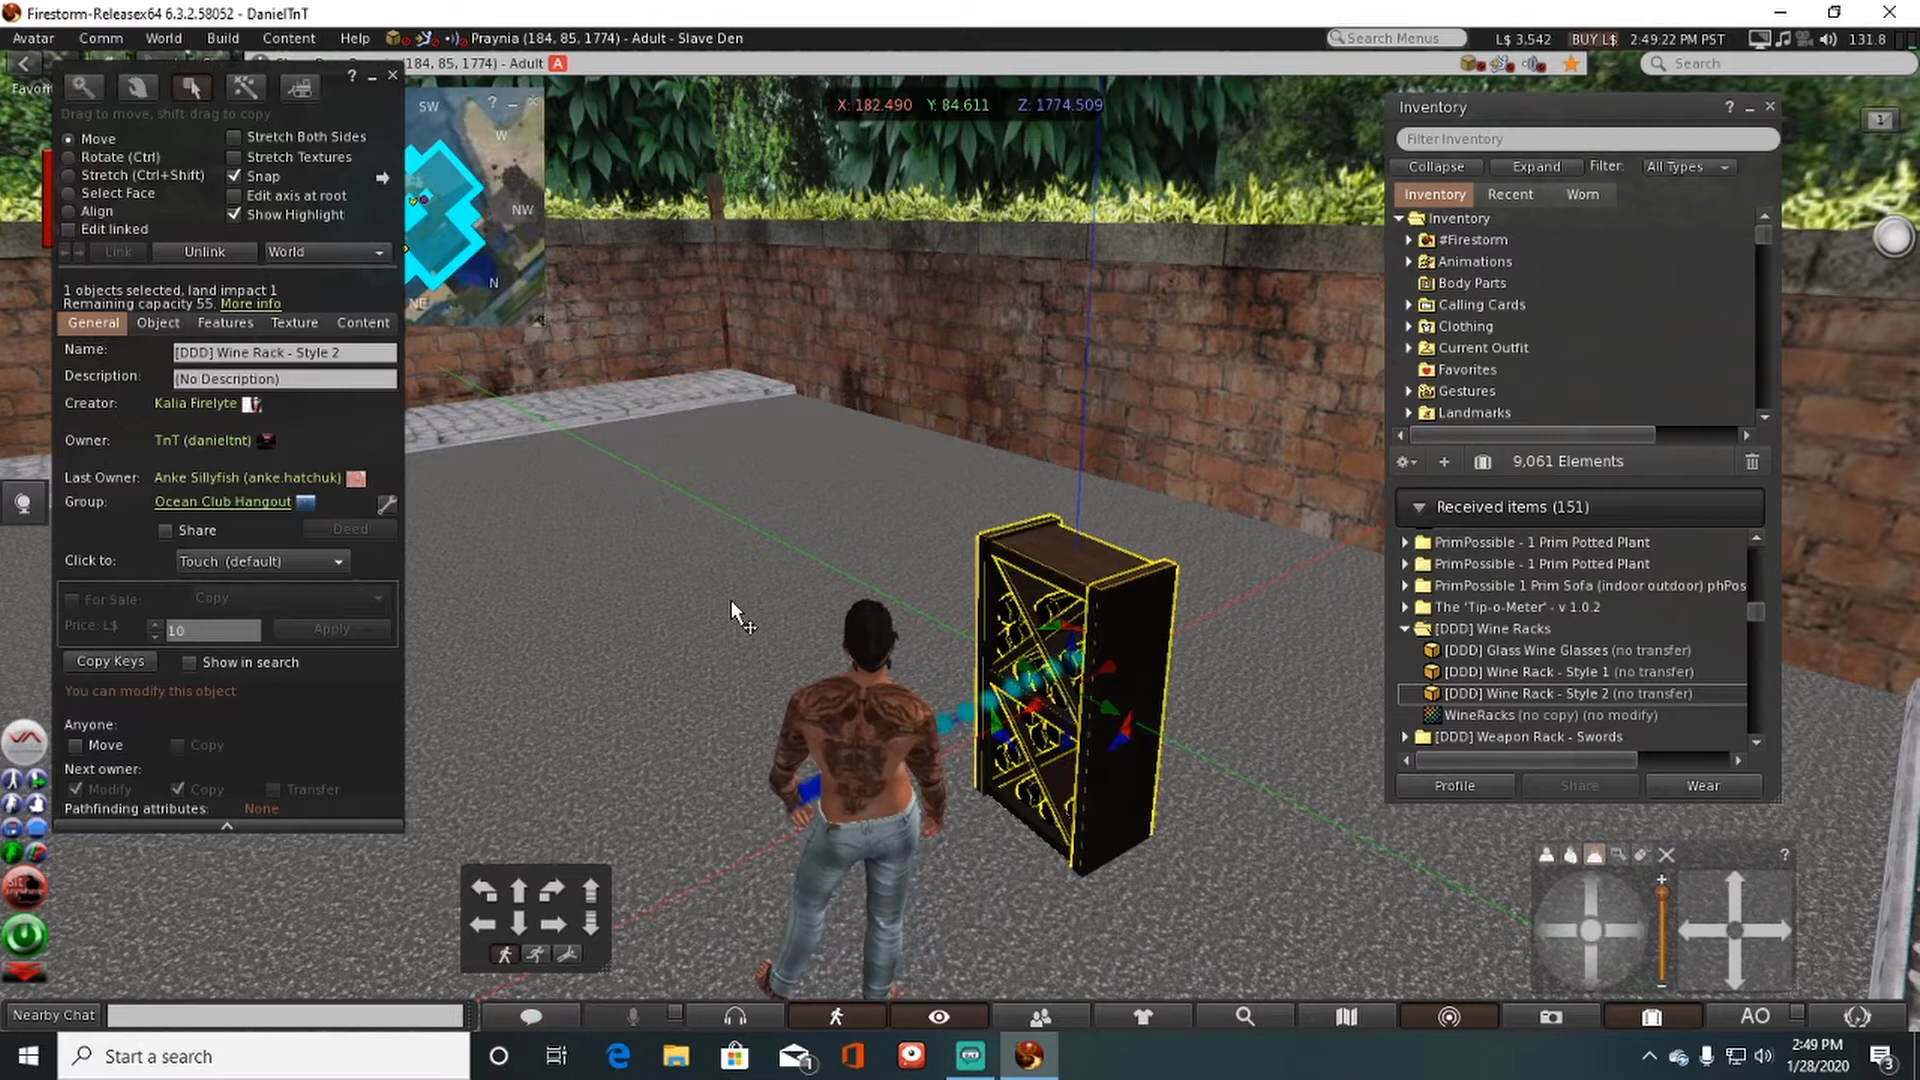 Firestorm-Releasex64 6.3.2.58052 - DanielTnT
Avatar Comm World Build Content Help Praynia (184, 85, 1774) - Adult - Slave Den
Search Menus L$ 3,542 BUY L$ 2:49:22 PM PST 131.8
184, 85, 1774) - Adult A
Search
Favori
Drag to move, shift-drag to copy
Move
Rotate (Ctrl)
Stretch (Ctrl+Shift)
Select Face
Align
Edit linked
Stretch Both Sides
Stretch Textures
Snap
Edit axis at root
Show Highlight
Link Unlink World
1 objects selected, land impact 1
Remaining capacity 55. More info
General Object Features Texture Content
Name: [DDD] Wine Rack - Style 2
Description: (No Description)
Creator: Kalia Firelyte
Owner: TnT (danieltnt)
Last Owner: Anke Sillyfish (anke.hatchuk)
Group: Ocean Club Hangout
Share Deed
Click to: Touch (default)
For Sale: Copy
Price: L$ 10 Apply
Copy Keys Show in search
You can modify this object
Anyone:
Move Copy
Next owner:
Modify Copy Transfer
Pathfinding attributes: None
SW
W
NW
N
NE
X: 182.490 Y: 84.611 Z: 1774.509
Inventory
Filter Inventory
Collapse Expand Filter: All Types
Inventory Recent Worn
Inventory
#Firestorm
Animations
Body Parts
Calling Cards
Clothing
Current Outfit
Favorites
Gestures
Landmarks
9,061 Elements
Received items (151)
PrimPossible - 1 Prim Potted Plant
PrimPossible - 1 Prim Potted Plant
PrimPossible 1 Prim Sofa (indoor outdoor) phPos
The 'Tip-o-Meter' - v 1.0.2
[DDD] Wine Racks
[DDD] Glass Wine Glasses (no transfer)
[DDD] Wine Rack - Style 1 (no transfer)
[DDD] Wine Rack - Style 2 (no transfer)
WineRacks (no copy) (no modify)
[DDD] Weapon Rack - Swords
Profile Share Wear
1
Nearby Chat
AO
Start a search
2:49 PM
1/28/2020
3